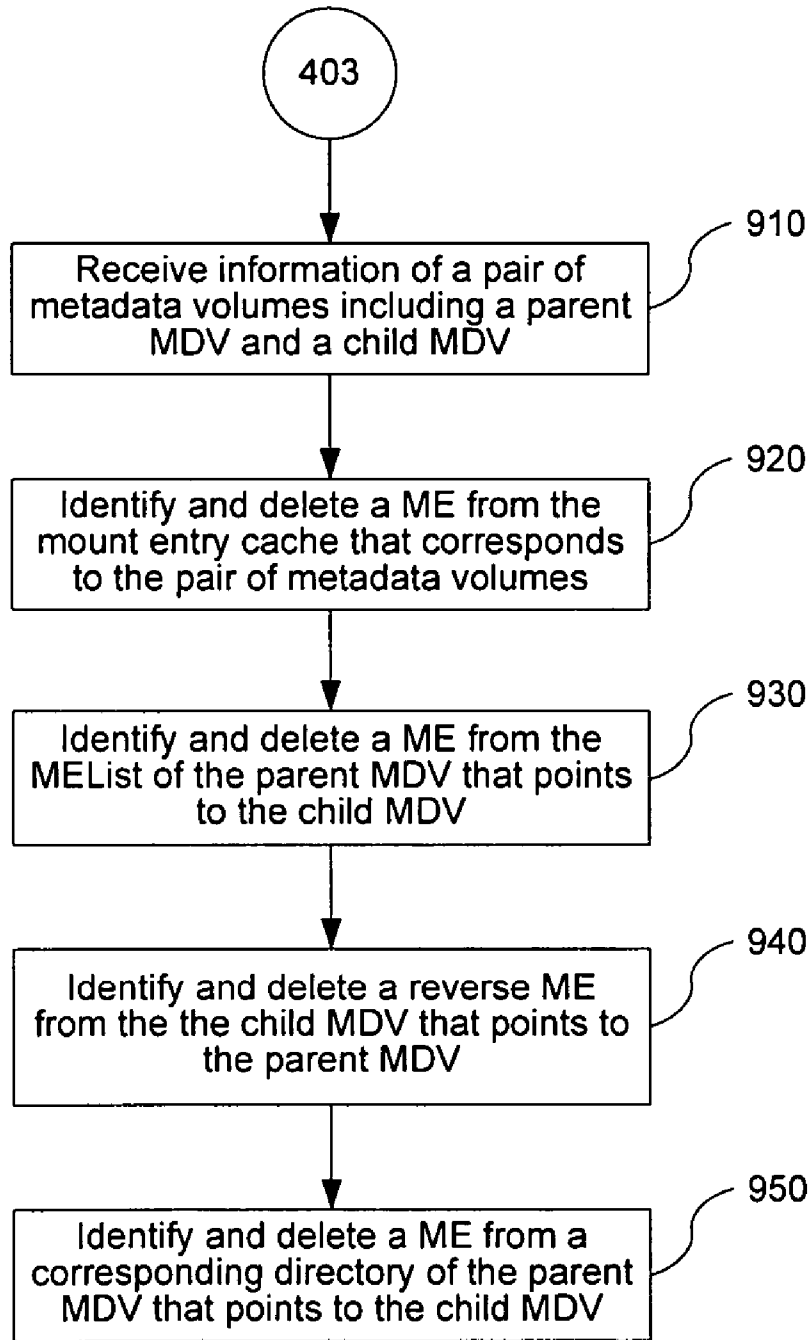 403
910
Receive information of a pair of
metadata volumes including a parent
MDV and a child MDV
920
Identify and delete a ME from the
mount entry cache that corresponds
to the pair of metadata volumes
930
Identify and delete a ME from the
MEList of the parent MDV that points
to the child MDV
940
Identify and delete a reverse ME
from the the child MDV that points to
the parent MDV
950
Identify and delete a ME from a
corresponding directory of the parent
MDV that points to the child MDV